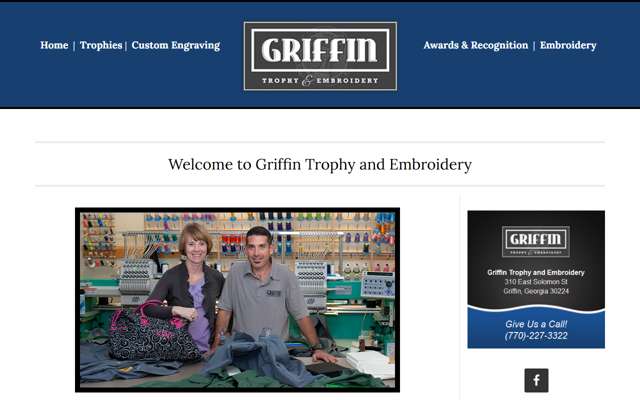 Home | Trophies | Custom Engraving
GRIFFIN
TROPHY & EMBROIDERY
Awards & Recognition | Embroidery
Welcome to Griffin Trophy and Embroidery
GRIFFIN
TROPHY & EMBROIDERY
Griffin Trophy and Embroidery
310 East Solomon St
Griffin, Georgia 30224
Give Us a Call!
(770)-227-3322
f